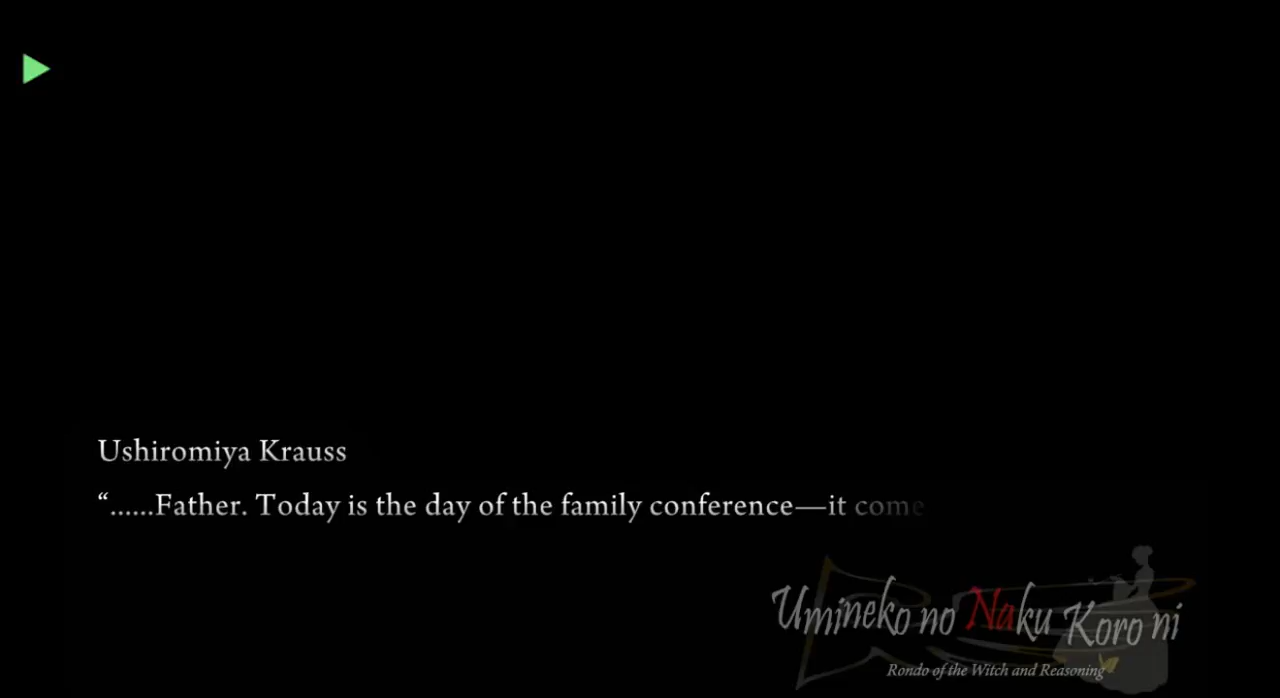 Ushiromiya Krauss
“......Father. Today is the day of the family conference—it come
Umineko no Naku Koro ni
Rondo of the Witch and Reasoning